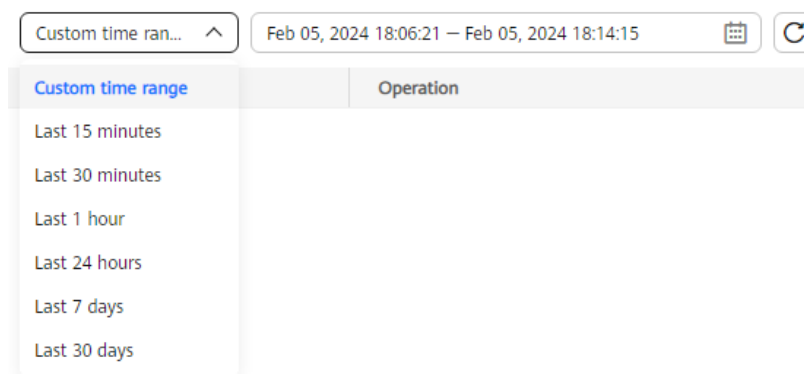 Custom time ran...
Feb 05, 2024 18:06:21 — Feb 05, 2024 18:14:15
Custom time range
Operation
Last 15 minutes
Last 30 minutes
Last 1 hour
Last 24 hours
Last 7 days
Last 30 days